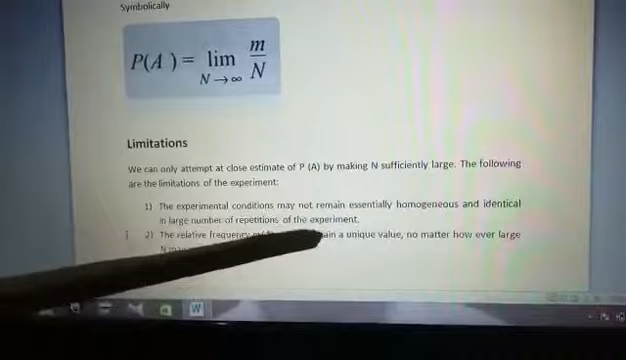 Symbolically
P(A) = lim m/N
N→∞
Limitations
We can only attempt at close estimate of P (A) by making N sufficiently large. The following
are the limitations of the experiment:
1) The experimental conditions may not remain essentially homogeneous and identical
in large number of repetitions of the experiment.
2) The relative frequency a unique value, no matter how ever large
N
W